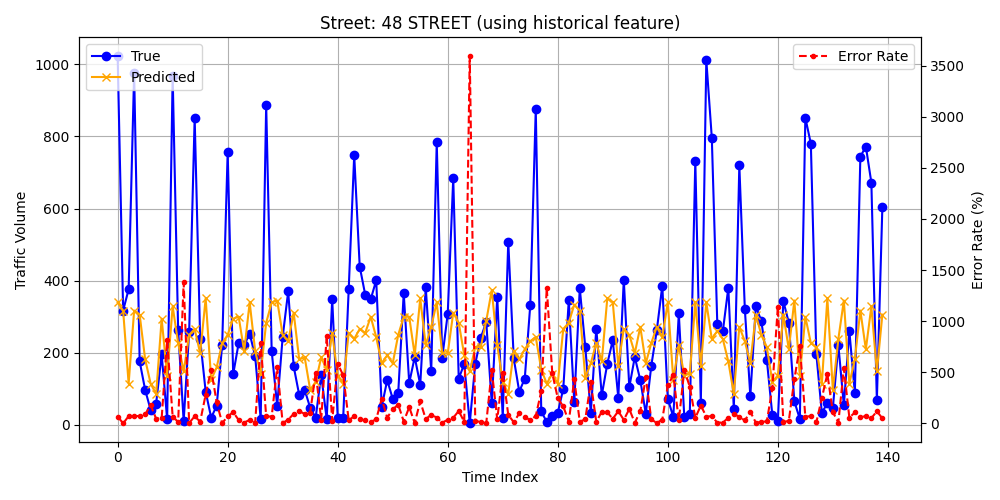 Street: 48 STREET (using historical feature)
True
Predicted
Error Rate
1000
800
600
400
200
0
Traffic Volume
3500
3000
2500
2000
1500
1000
500
0
Error Rate (%)
0 20 40 60 80 100 120 140
Time Index